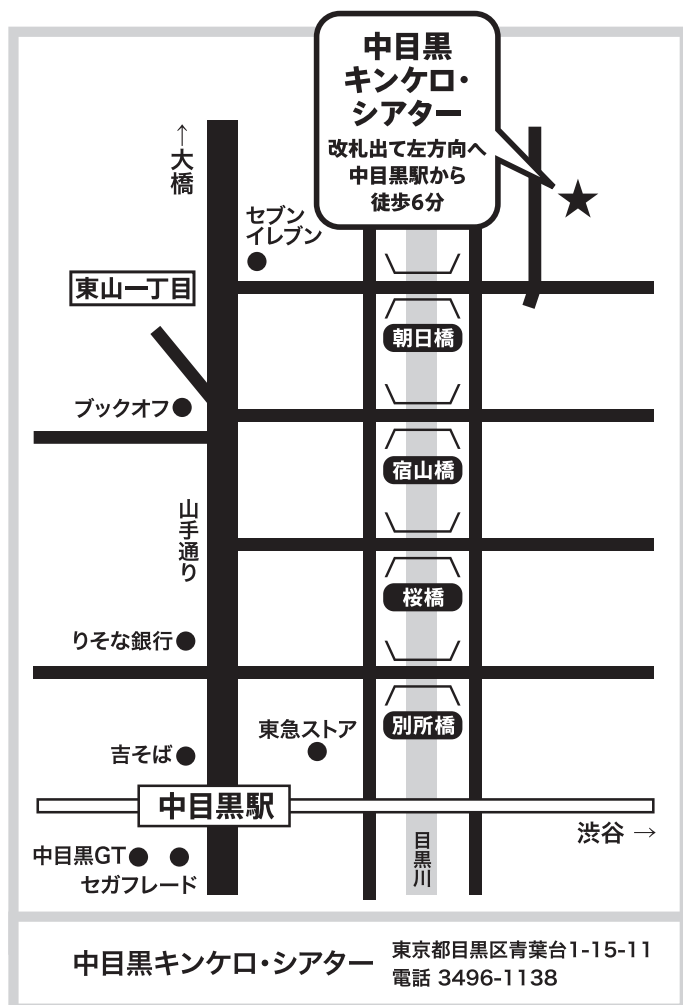 中目黒
キンケロ・
シアター
改札出て左方向へ
中目黒駅から
徒歩6分
↑大橋
セブン
イレブン
東山一丁目
朝日橋
ブックオフ
宿山橋
山手通り
桜橋
りそな銀行
別所橋
東急ストア
吉そば
中目黒駅
渋谷 →
目黒川
中目黒GT
セガフレード
中目黒キンケロ・シアター
東京都目黒区青葉台1-15-11
電話 3496-1138